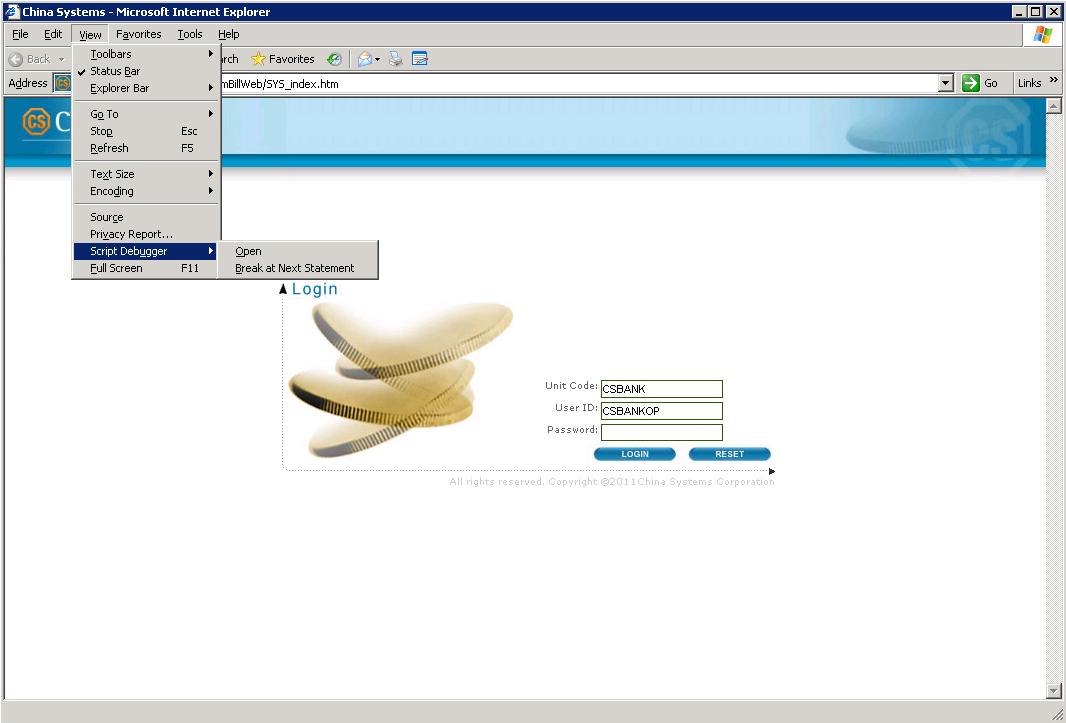 China Systems - Microsoft Internet Explorer
File Edit View Favorites Tools Help
Back Favorites
Address mBillWeb/SYS_index.htm Go Links
Toolbars
Status Bar
Explorer Bar
Go To
Stop Esc
Refresh F5
Text Size
Encoding
Source
Privacy Report...
Script Debugger
Full Screen F11
Open
Break at Next Statement
CS
CS
Login
Unit Code: CSBANK
User ID: CSBANKOP
Password:
LOGIN RESET
All rights reserved. Copyright ©2011China Systems Corporation